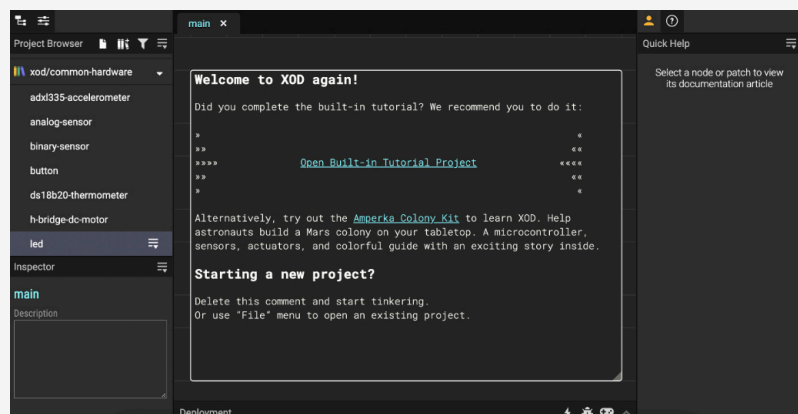 main ×
Project Browser
Quick Help
xod/common-hardware
adxl335-accelerometer
analog-sensor
binary-sensor
button
ds18b20-thermometer
h-bridge-dc-motor
led
Inspector
main
Description
Welcome to XOD again!
Did you complete the built-in tutorial? We recommend you to do it:
» «
»» ««
»»»» Open Built-in Tutorial Project ««««
»» ««
» «
Alternatively, try out the Amperka Colony Kit to learn XOD. Help
astronauts build a Mars colony on your tabletop. A microcontroller,
sensors, actuators, and colorful guide with an exciting story inside.
Starting a new project?
Delete this comment and start tinkering.
Or use "File" menu to open an existing project.
Deployment
Select a node or patch to view
its documentation article